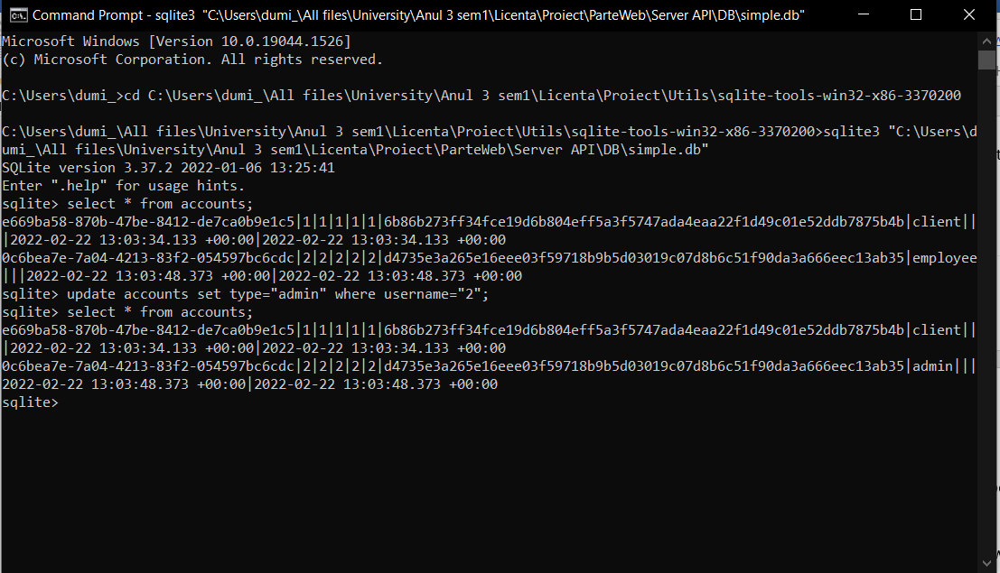 Command Prompt - sqlite3  "C:\Users\dumi_\All files\University\Anul 3 sem1\Licenta\Proiect\ParteWeb\Server API\DB\simple.db"
Microsoft Windows [Version 10.0.19044.1526]
(c) Microsoft Corporation. All rights reserved.
C:\Users\dumi_>cd C:\Users\dumi_\All files\University\Anul 3 sem1\Licenta\Proiect\Utils\sqlite-tools-win32-x86-3370200
C:\Users\dumi_\All files\University\Anul 3 sem1\Licenta\Proiect\Utils\sqlite-tools-win32-x86-3370200>sqlite3 "C:\Users\d
umi_\All files\University\Anul 3 sem1\Licenta\Proiect\ParteWeb\Server API\DB\simple.db"
SQLite version 3.37.2 2022-01-06 13:25:41
Enter ".help" for usage hints.
sqlite> select * from accounts;
e669ba58-870b-47be-8412-de7ca0b9e1c5|1|1|1|1|1|6b86b273ff34fce19d6b804eff5a3f5747ada4eaa22f1d49c01e52ddb7875b4b|client||
|2022-02-22 13:03:34.133 +00:00|2022-02-22 13:03:34.133 +00:00
0c6bea7e-7a04-4213-83f2-054597bc6cdc|2|2|2|2|2|d4735e3a265e16eee03f59718b9b5d03019c07d8b6c51f90da3a666eec13ab35|employee
|||2022-02-22 13:03:48.373 +00:00|2022-02-22 13:03:48.373 +00:00
sqlite> update accounts set type="admin" where username="2";
sqlite> select * from accounts;
e669ba58-870b-47be-8412-de7ca0b9e1c5|1|1|1|1|1|6b86b273ff34fce19d6b804eff5a3f5747ada4eaa22f1d49c01e52ddb7875b4b|client||
|2022-02-22 13:03:34.133 +00:00|2022-02-22 13:03:34.133 +00:00
0c6bea7e-7a04-4213-83f2-054597bc6cdc|2|2|2|2|2|d4735e3a265e16eee03f59718b9b5d03019c07d8b6c51f90da3a666eec13ab35|admin|||
2022-02-22 13:03:48.373 +00:00|2022-02-22 13:03:48.373 +00:00
sqlite>